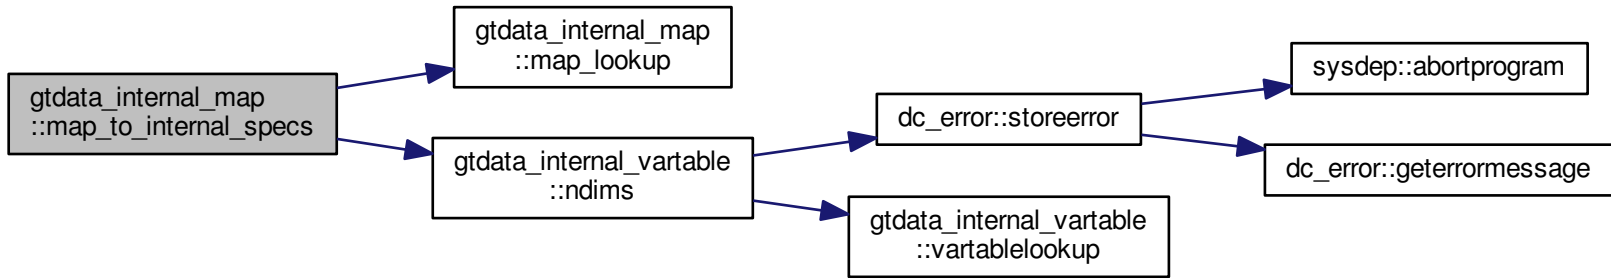 gtdata_internal_map
::map_to_internal_specs
gtdata_internal_map
::map_lookup
gtdata_internal_vartable
::ndims
dc_error::storeerror
gtdata_internal_vartable
::vartablelookup
sysdep::abortprogram
dc_error::geterrormessage